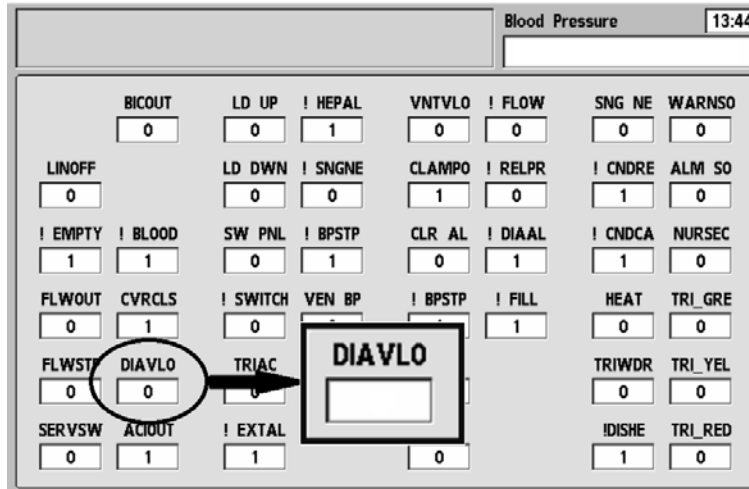 Blood Pressure 13:44
BICOUT LD UP ! HEPAL VNTVLO ! FLOW SNG NE WARNSO
0 0 1 0 0 0 0
LINOFF LD DWN ! SNGNE CLAMPO ! RELPR ! CNDRE ALM SO
0 0 0 1 0 1 0
! EMPTY ! BLOOD SW PNL ! BPSTP CLR AL ! DIAAL ! CNDCA NURSEC
1 1 0 1 0 1 1 0
FLWOUT CVRCLS ! SWITCH VEN BP ! BPSTP ! FILL HEAT TRI_GRE
0 1 0 1 0 0
DIAVLO
FLWSTP DIAVLO TRIAC TRIWDR TRI_YEL
0 0 0 0 0
SERVSW ACIOUT ! EXTAL !DISHE TRI_RED
0 1 1 0 1 0